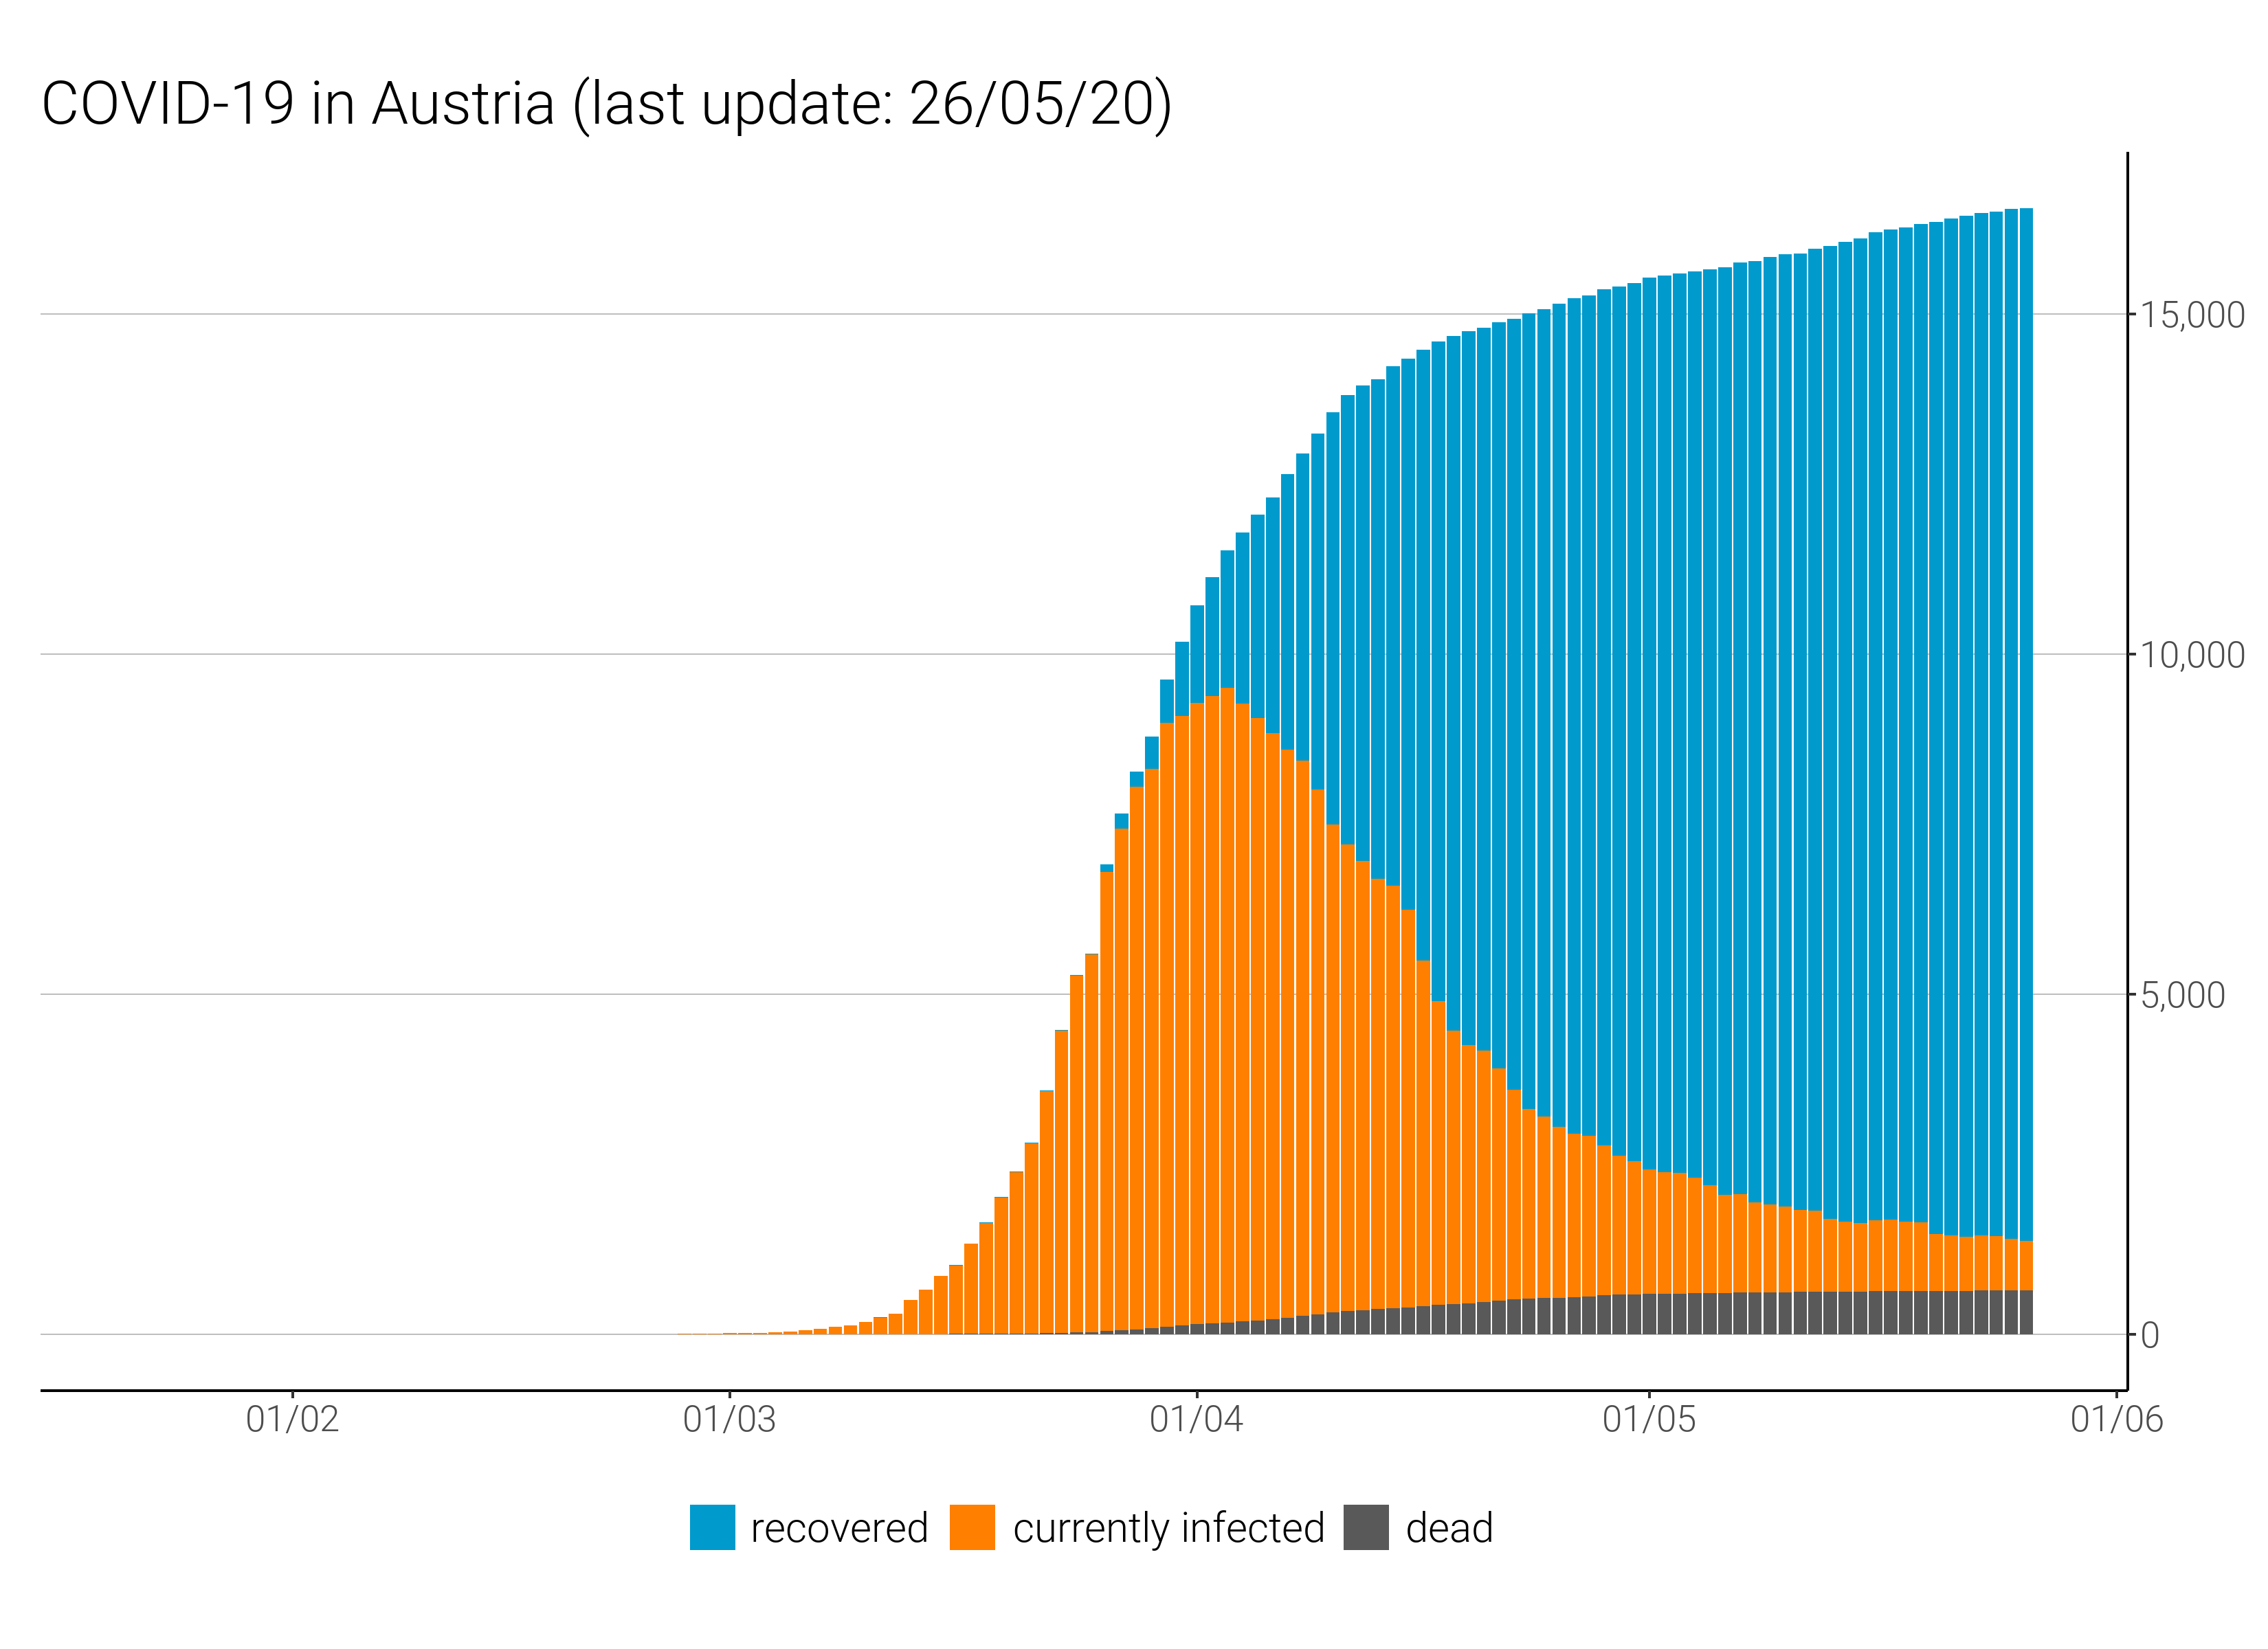 COVID-19 in Austria (last update: 26/05/20)
15,000
10,000
5,000
0
01/02 01/03 01/04 01/05 01/06
recovered currently infected dead